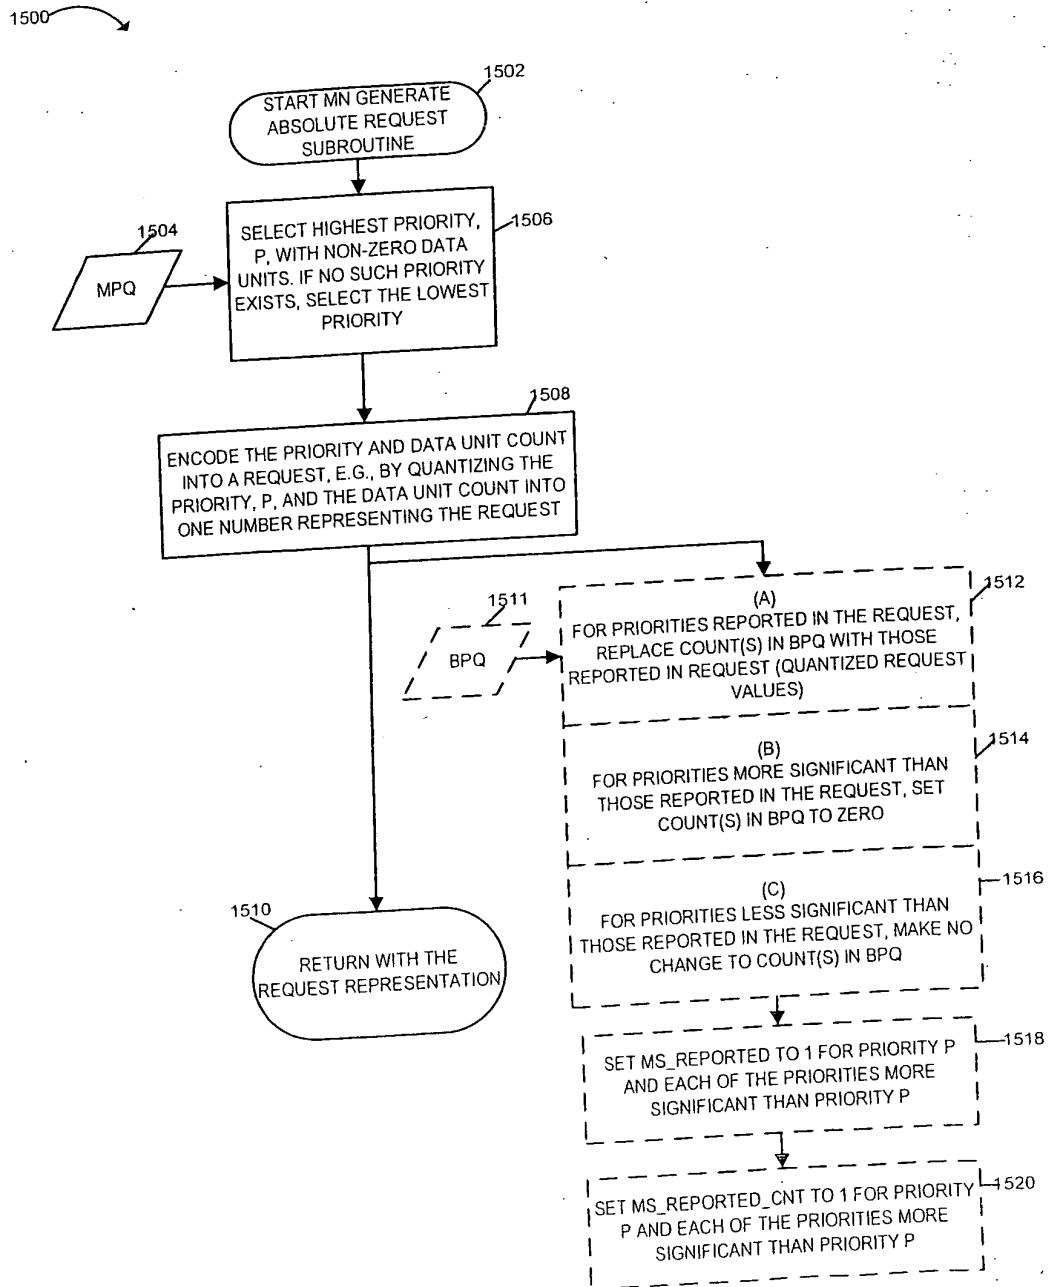 1500
1502
START MN GENERATE
ABSOLUTE REQUEST
SUBROUTINE
1504
MPQ
1506
SELECT HIGHEST PRIORITY,
P, WITH NON-ZERO DATA
UNITS. IF NO SUCH PRIORITY
EXISTS, SELECT THE LOWEST
PRIORITY
1508
ENCODE THE PRIORITY AND DATA UNIT COUNT
INTO A REQUEST, E.G., BY QUANTIZING THE
PRIORITY, P, AND THE DATA UNIT COUNT INTO
ONE NUMBER REPRESENTING THE REQUEST
1511
BPQ
1512
(A)
FOR PRIORITIES REPORTED IN THE REQUEST,
REPLACE COUNT(S) IN BPQ WITH THOSE
REPORTED IN REQUEST (QUANTIZED REQUEST
VALUES)
1514
(B)
FOR PRIORITIES MORE SIGNIFICANT THAN
THOSE REPORTED IN THE REQUEST, SET
COUNT(S) IN BPQ TO ZERO
1516
(C)
FOR PRIORITIES LESS SIGNIFICANT THAN
THOSE REPORTED IN THE REQUEST, MAKE NO
CHANGE TO COUNT(S) IN BPQ
1510
RETURN WITH THE
REQUEST REPRESENTATION
1518
SET MS_REPORTED TO 1 FOR PRIORITY P
AND EACH OF THE PRIORITIES MORE
SIGNIFICANT THAN PRIORITY P
1520
SET MS_REPORTED_CNT TO 1 FOR PRIORITY
P AND EACH OF THE PRIORITIES MORE
SIGNIFICANT THAN PRIORITY P